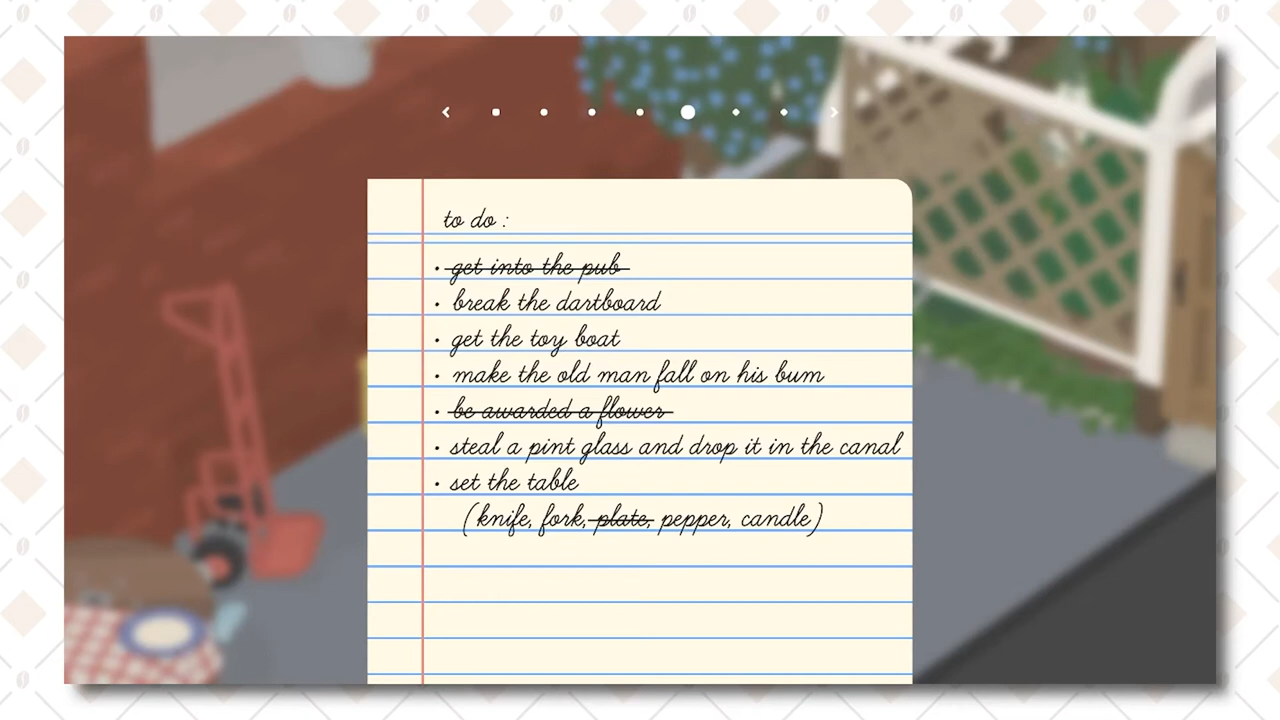 to do :
• get into the pub
• break the dartboard
• get the toy boat
• make the old man fall on his bum
• be awarded a flower
• steal a pint glass and drop it in the canal
• set the table
(knife, fork, plate, pepper, candle)